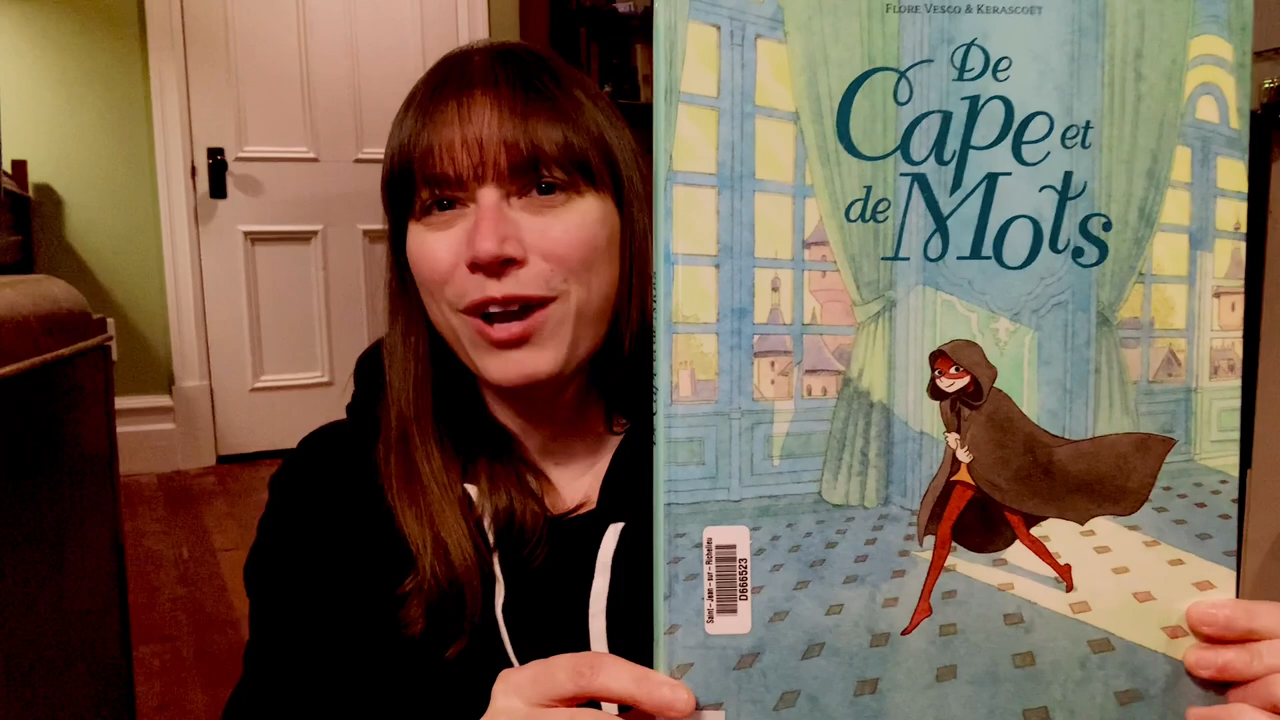 FLORE VESCO & KERASCOËT
De
Cape et
de Mots
Saint-Jean-sur-Richelieu
D666523